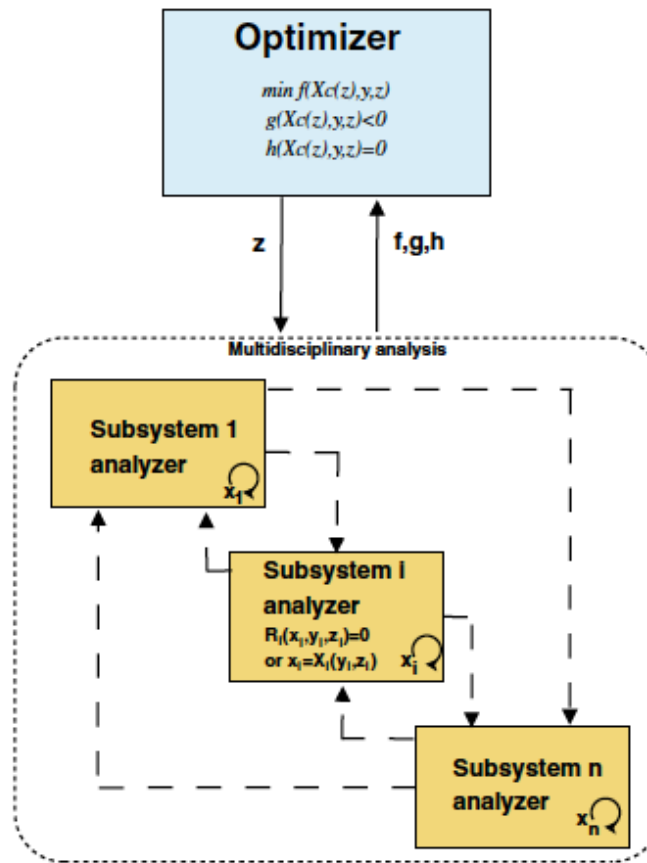 Optimizer
min f(Xc(z),y,z)
g(Xc(z),y,z)<0
h(Xc(z),y,z)=0
z
f,g,h
Multidisciplinary analysis
Subsystem 1
analyzer
x₁
Subsystem i
analyzer
Rᵢ(xᵢ,yᵢ,zᵢ)=0
or xᵢ=Xᵢ(yᵢ,zᵢ)
xᵢ
Subsystem n
analyzer
xₙ